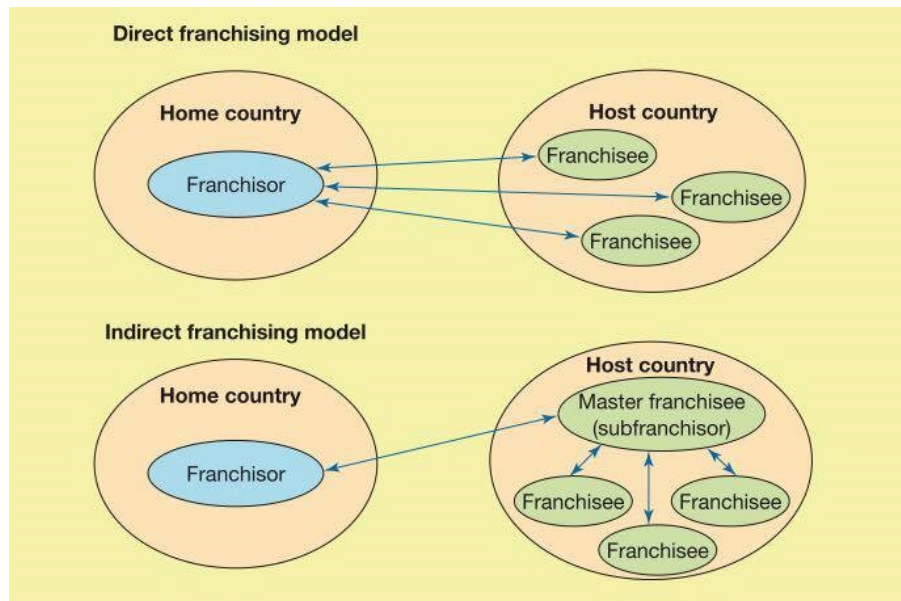 Direct franchising model
Home country
Franchisor
Host country
Franchisee
Franchisee
Franchisee
Indirect franchising model
Home country
Franchisor
Host country
Master franchisee
(subfranchisor)
Franchisee
Franchisee
Franchisee